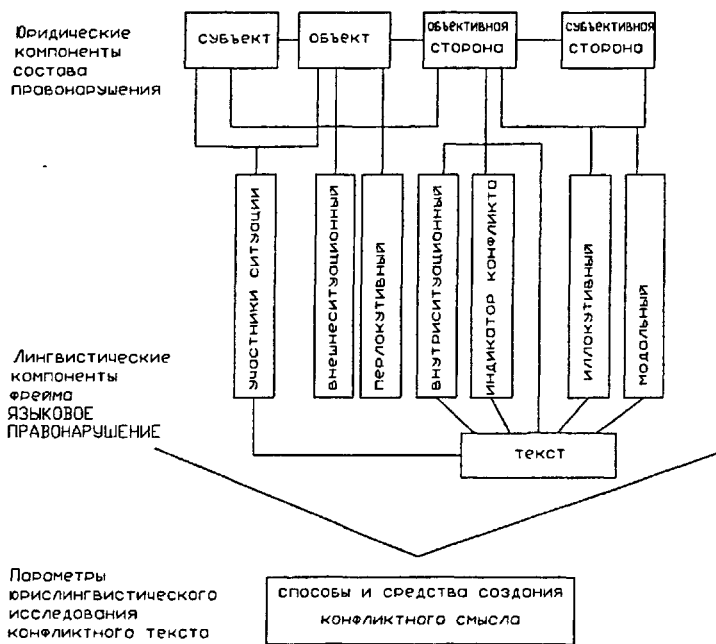 Юридические
компоненты
состава
правонарушения
СУБЪЕКТ
ОБЪЕКТ
ОБЪЕКТИВНАЯ
СТОРОНА
СУБЪЕКТИВНАЯ
СТОРОНА
УЧАСТНИКИ СИТУАЦИИ
ВНЕШНЕСИТУАЦИОННЫЙ
ПЕРЛОКУТИВНЫЙ
ВНУТРИСИТУАЦИОННЫЙ
ИНДИКАТОР КОНФЛИКТА
ИЛЛОКУТИВНЫЙ
МОДАЛЬНЫЙ
Лингвистические
компоненты
фрейма
ЯЗЫКОВОЕ
ПРАВОНАРУШЕНИЕ
ТЕКСТ
Параметры
юрислингвистического
исследования
конфликтного текста
СПОСОБЫ И СРЕДСТВА СОЗДАНИЯ
КОНФЛИКТНОГО СМЫСЛА